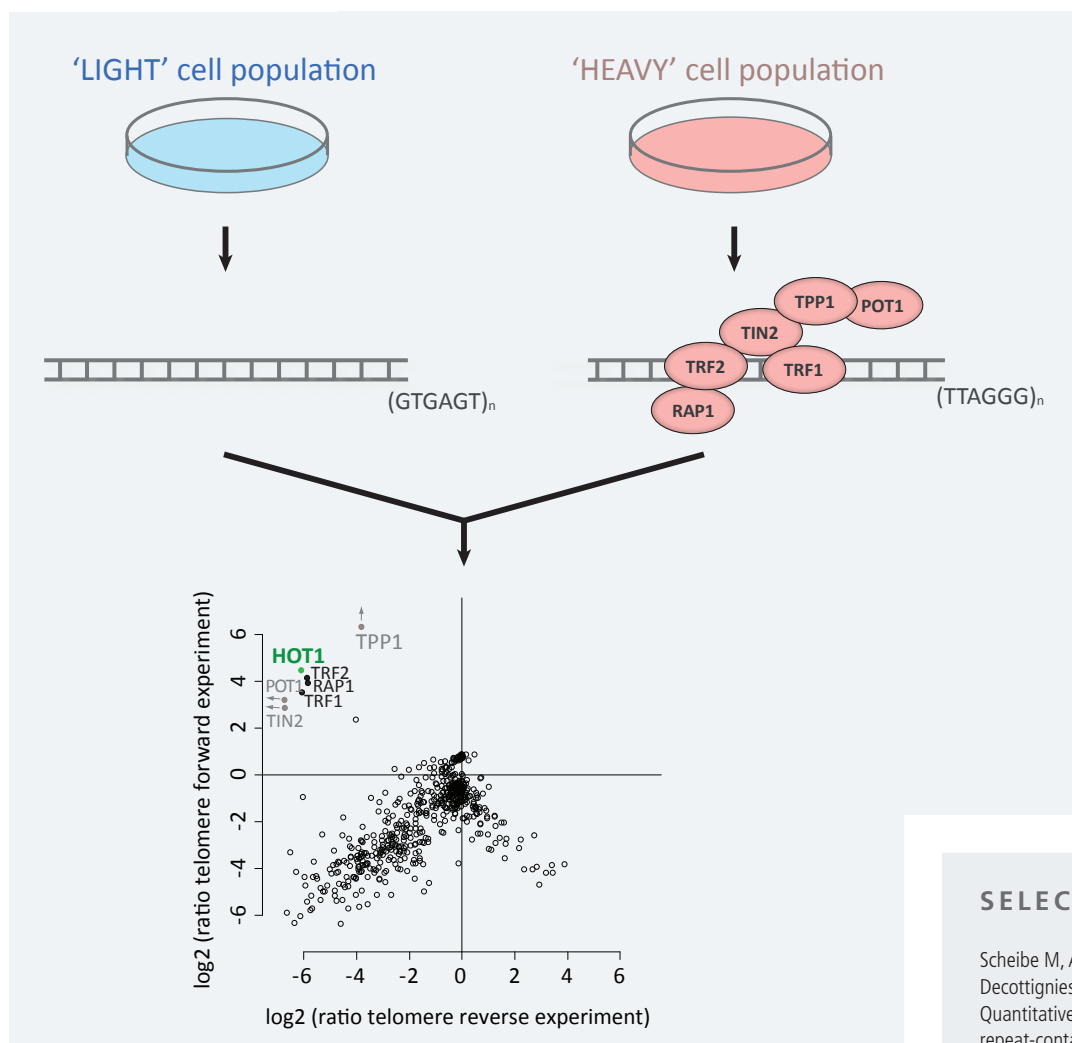 'LIGHT' cell population
'HEAVY' cell population
TPP1
POT1
TIN2
TRF2
TRF1
RAP1
(GTGAGT)n
(TTAGGG)n
log2 (ratio telomere forward experiment)
6
4
2
0
-2
-4
-6
TPP1
HOT1
TRF2
POT1
RAP1
TRF1
TIN2
-6
-4
-2
0
2
4
6
log2 (ratio telomere reverse experiment)
SELEC
Scheibe M, A
Decottignies
Quantitative
repeat-conta